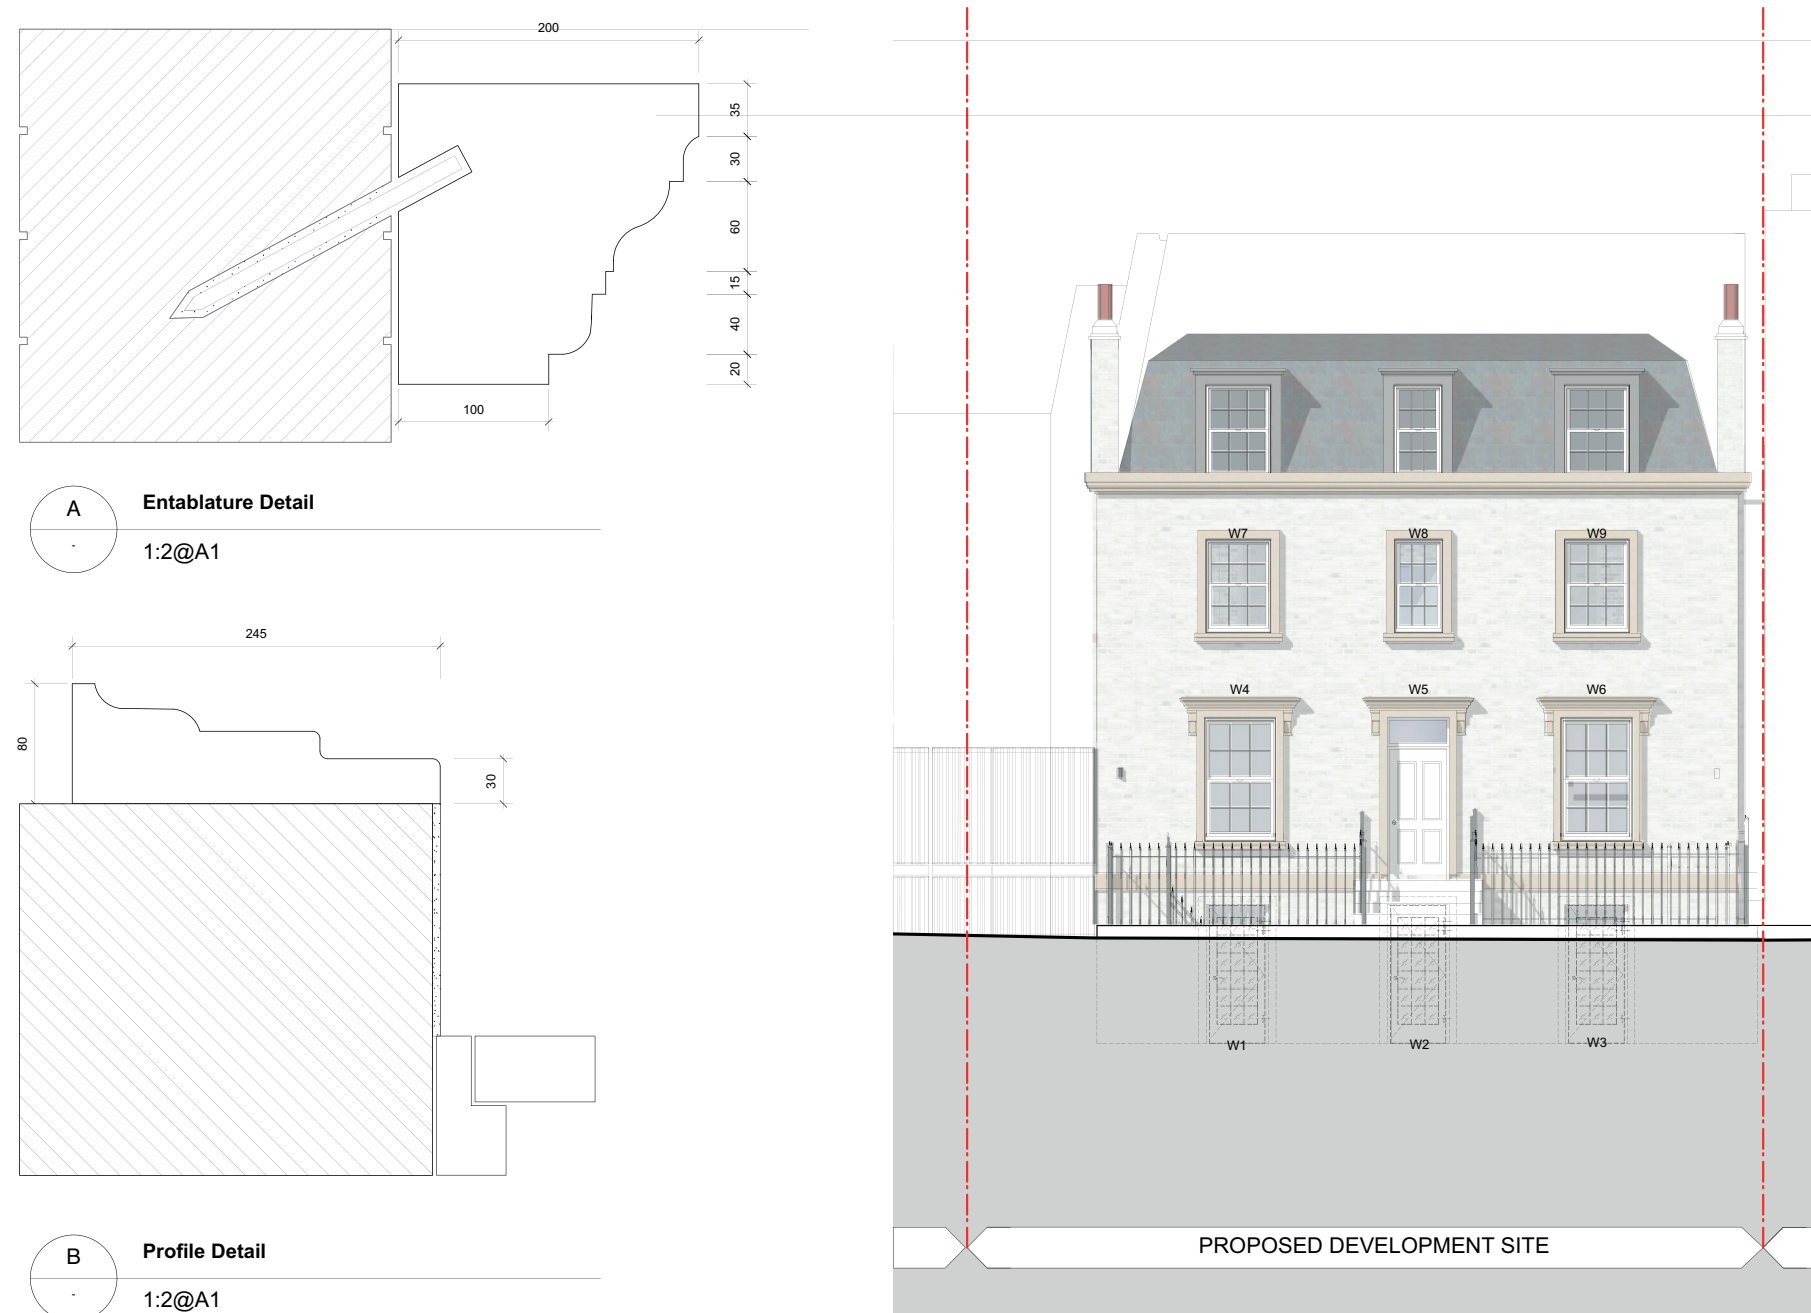 200
35
30
60
15
40
20
100
A
-
Entablature Detail
1:2@A1
245
80
30
B
-
Profile Detail
1:2@A1
W7
W8
W9
W4
W5
W6
W1
W2
W3
PROPOSED DEVELOPMENT SITE